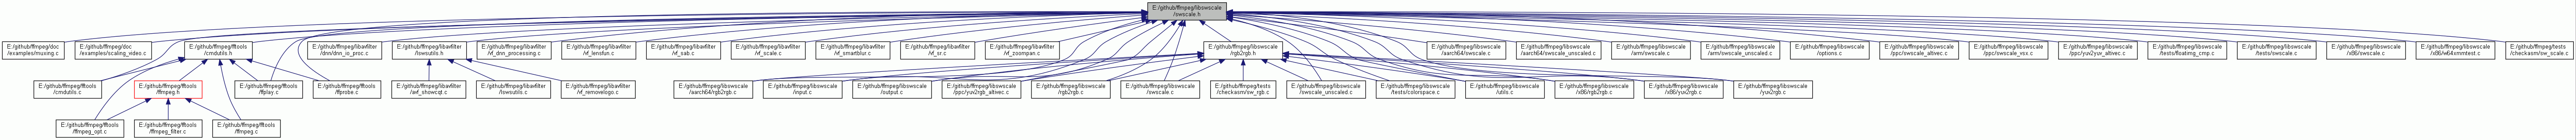 E:/github/ffmpeg/libswscale
/swscale.h
E:/github/ffmpeg/doc
/examples/muxing.c
E:/github/ffmpeg/doc
/examples/scaling_video.c
E:/github/ffmpeg/fftools
/cmdutils.h
E:/github/ffmpeg/libavfilter
/dnn/dnn_io_proc.c
E:/github/ffmpeg/libavfilter
/lswsutils.h
E:/github/ffmpeg/libavfilter
/vf_dnn_processing.c
E:/github/ffmpeg/libavfilter
/vf_lensfun.c
E:/github/ffmpeg/libavfilter
/vf_sab.c
E:/github/ffmpeg/libavfilter
/vf_scale.c
E:/github/ffmpeg/libavfilter
/vf_smartblur.c
E:/github/ffmpeg/libavfilter
/vf_sr.c
E:/github/ffmpeg/libavfilter
/vf_zoompan.c
E:/github/ffmpeg/libswscale
/rgb2rgb.h
E:/github/ffmpeg/libswscale
/aarch64/swscale.c
E:/github/ffmpeg/libswscale
/aarch64/swscale_unscaled.c
E:/github/ffmpeg/libswscale
/arm/swscale.c
E:/github/ffmpeg/libswscale
/arm/swscale_unscaled.c
E:/github/ffmpeg/libswscale
/options.c
E:/github/ffmpeg/libswscale
/ppc/swscale_altivec.c
E:/github/ffmpeg/libswscale
/ppc/swscale_vsx.c
E:/github/ffmpeg/libswscale
/ppc/yuv2yuv_altivec.c
E:/github/ffmpeg/libswscale
/tests/floatimg_cmp.c
E:/github/ffmpeg/libswscale
/tests/swscale.c
E:/github/ffmpeg/libswscale
/x86/swscale.c
E:/github/ffmpeg/libswscale
/x86/w64xmmtest.c
E:/github/ffmpeg/tests
/checkasm/sw_scale.c
E:/github/ffmpeg/fftools
/cmdutils.c
E:/github/ffmpeg/fftools
/ffmpeg.h
E:/github/ffmpeg/fftools
/ffplay.c
E:/github/ffmpeg/fftools
/ffprobe.c
E:/github/ffmpeg/libavfilter
/avf_showcqt.c
E:/github/ffmpeg/libavfilter
/lswsutils.c
E:/github/ffmpeg/libavfilter
/vf_removelogo.c
E:/github/ffmpeg/libswscale
/aarch64/rgb2rgb.c
E:/github/ffmpeg/libswscale
/input.c
E:/github/ffmpeg/libswscale
/output.c
E:/github/ffmpeg/libswscale
/ppc/yuv2rgb_altivec.c
E:/github/ffmpeg/libswscale
/rgb2rgb.c
E:/github/ffmpeg/libswscale
/swscale.c
E:/github/ffmpeg/tests
/checkasm/sw_rgb.c
E:/github/ffmpeg/libswscale
/swscale_unscaled.c
E:/github/ffmpeg/libswscale
/tests/colorspace.c
E:/github/ffmpeg/libswscale
/utils.c
E:/github/ffmpeg/libswscale
/x86/rgb2rgb.c
E:/github/ffmpeg/libswscale
/x86/yuv2rgb.c
E:/github/ffmpeg/libswscale
/yuv2rgb.c
E:/github/ffmpeg/fftools
/ffmpeg_opt.c
E:/github/ffmpeg/fftools
/ffmpeg_filter.c
E:/github/ffmpeg/fftools
/ffmpeg.c